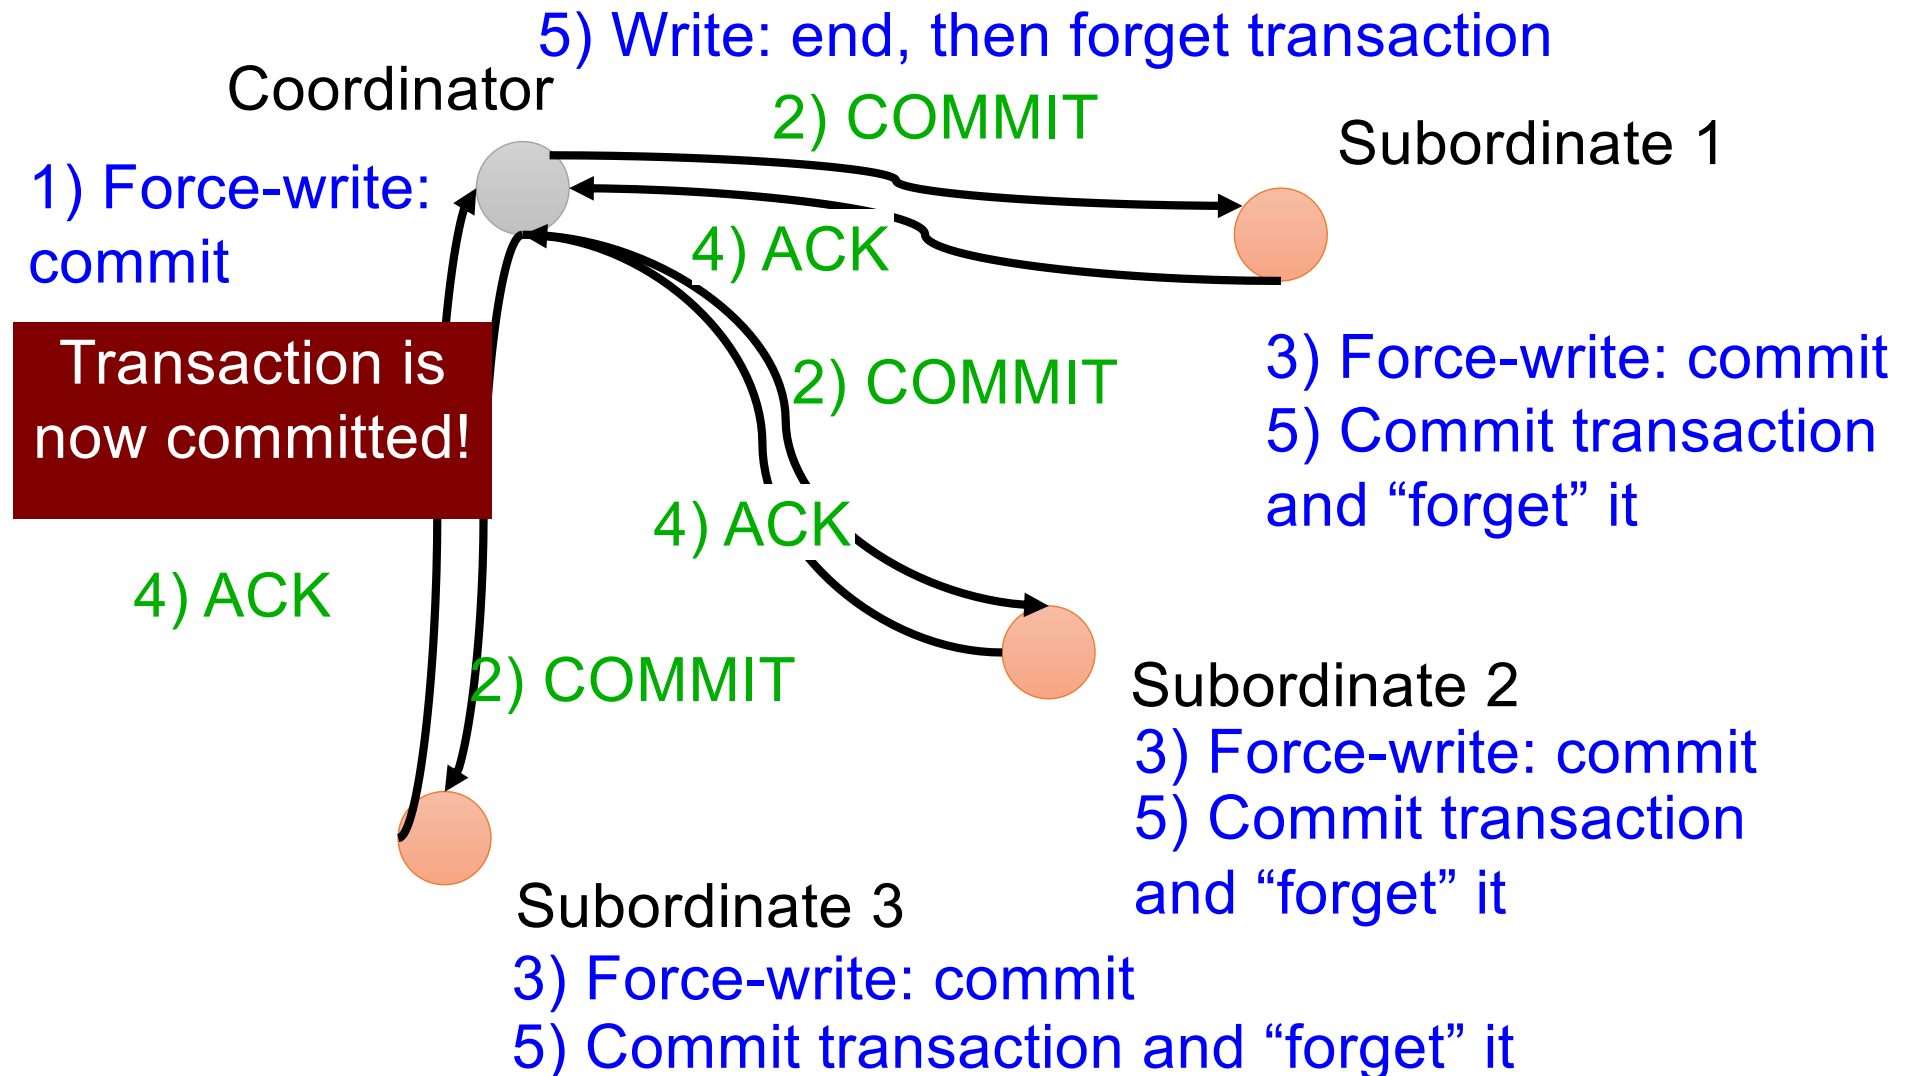 5) Write: end, then forget transaction
Coordinator
2) COMMIT
Subordinate 1
1) Force-write:
commit
4) ACK
Transaction is
now committed!
2) COMMIT
3) Force-write: commit
5) Commit transaction
and “forget” it
4) ACK
4) ACK
2) COMMIT
Subordinate 2
3) Force-write: commit
5) Commit transaction
and “forget” it
Subordinate 3
3) Force-write: commit
5) Commit transaction and “forget” it